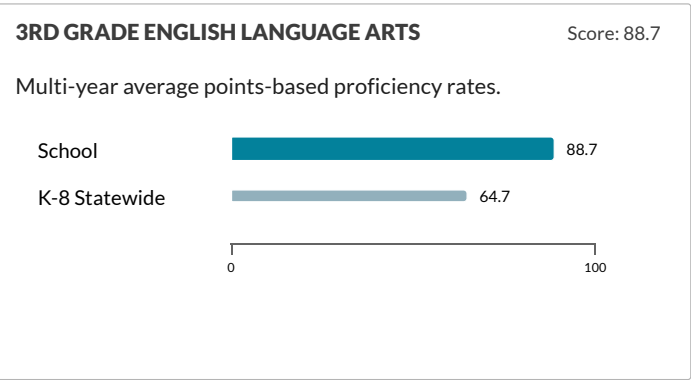 3RD GRADE ENGLISH LANGUAGE ARTS Score: 88.7
Multi-year average points-based proficiency rates.
School 88.7
K-8 Statewide 64.7
0 100